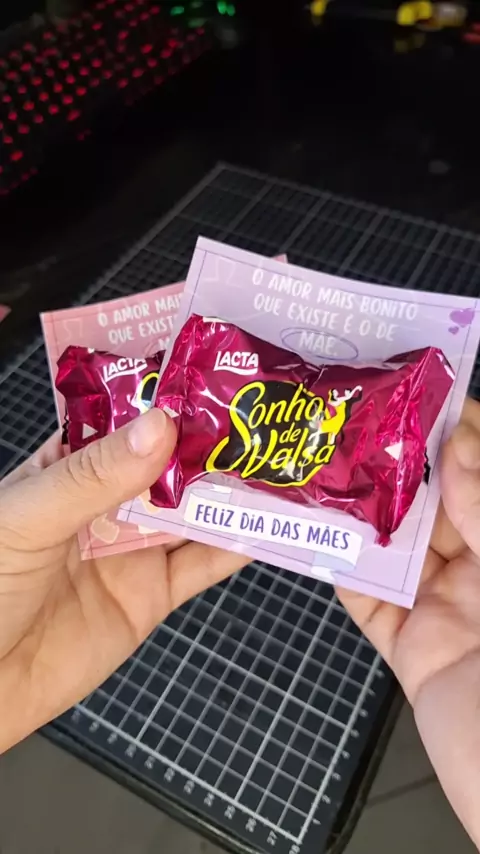 O AMOR MAIS BONITO
QUE EXISTE É O DE
MÃE.
LACTA
Sonho
de
Valsa
FELIZ DIA DAS MÃES
O AMOR MAI
QUE EXIST
M
LACTA
S